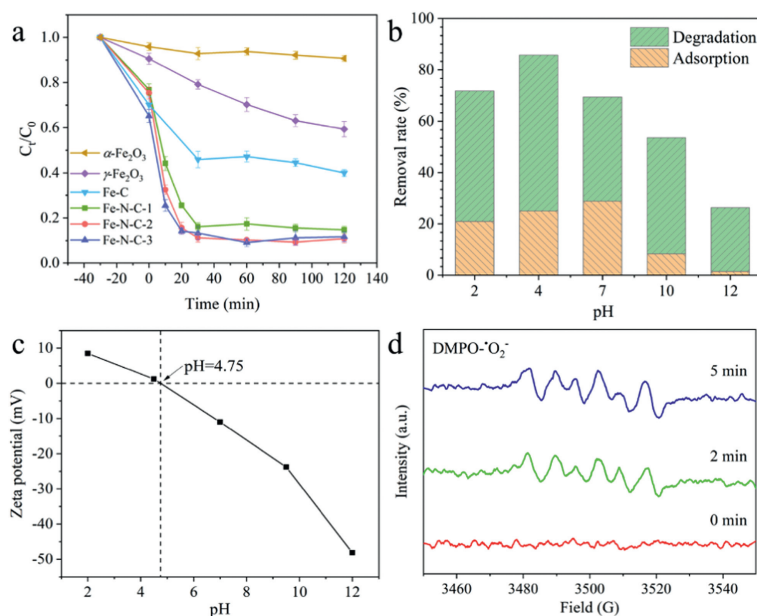 a
1.0
0.8
0.6
0.4
0.2
0.0
Ct/C0
α-Fe2O3
γ-Fe2O3
Fe-C
Fe-N-C-1
Fe-N-C-2
Fe-N-C-3
-40 -20 0 20 40 60 80 100 120 140
Time (min)
b
100
80
60
40
20
0
Removal rate (%)
Degradation
Adsorption
2 4 7 10 12
pH
c
10
0
-10
-20
-30
-40
-50
Zeta potential (mV)
pH=4.75
2 4 6 8 10 12
pH
d
DMPO-•O2-
Intensity (a.u.)
5 min
2 min
0 min
3460 3480 3500 3520 3540
Field (G)